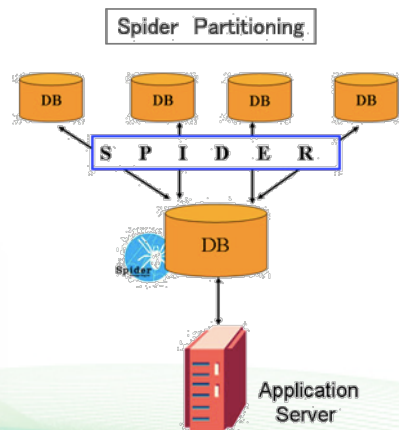 Spider Partitioning
DB DB DB DB
S P I D E R
DB
Spider
Application
Server